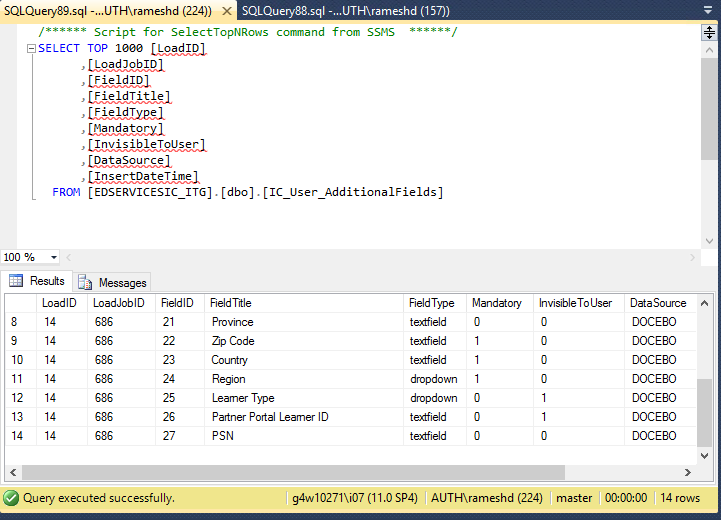 SQLQuery89.sql -...UTH\rameshd (224)) SQLQuery88.sql -...UTH\rameshd (157))
/****** Script for SelectTopNRows command from SSMS  ******/
SELECT TOP 1000 [LoadID]
,[LoadJobID]
,[FieldID]
,[FieldTitle]
,[FieldType]
,[Mandatory]
,[InvisibleToUser]
,[DataSource]
,[InsertDateTime]
FROM [EDSERVICESIC_ITG].[dbo].[IC_User_AdditionalFields]
100 %
Results Messages
LoadID LoadJobID FieldID FieldTitle FieldType Mandatory InvisibleToUser DataSource
8 14 686 21 Province textfield 0 0 DOCEBO
9 14 686 22 Zip Code textfield 1 0 DOCEBO
10 14 686 23 Country textfield 1 0 DOCEBO
11 14 686 24 Region dropdown 1 0 DOCEBO
12 14 686 25 Learner Type dropdown 0 1 DOCEBO
13 14 686 26 Partner Portal Learner ID textfield 0 1 DOCEBO
14 14 686 27 PSN textfield 0 0 DOCEBO
Query executed successfully. g4w10271\i07 (11.0 SP4) AUTH\rameshd (224) master 00:00:00 14 rows